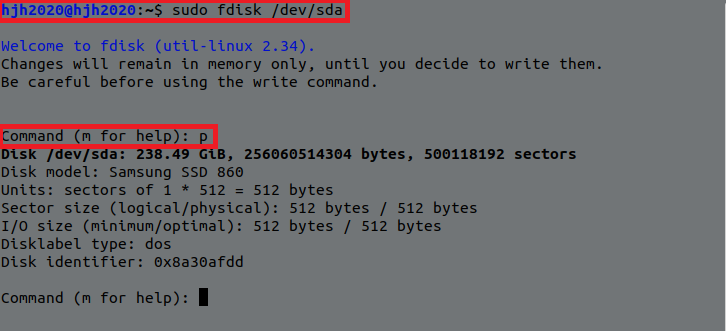 hjh2020@hjh2020:~$ sudo fdisk /dev/sda
Welcome to fdisk (util-linux 2.34).
Changes will remain in memory only, until you decide to write them.
Be careful before using the write command.
Command (m for help): p
Disk /dev/sda: 238.49 GiB, 256060514304 bytes, 500118192 sectors
Disk model: Samsung SSD 860
Units: sectors of 1 * 512 = 512 bytes
Sector size (logical/physical): 512 bytes / 512 bytes
I/O size (minimum/optimal): 512 bytes / 512 bytes
Disklabel type: dos
Disk identifier: 0x8a30afdd
Command (m for help):